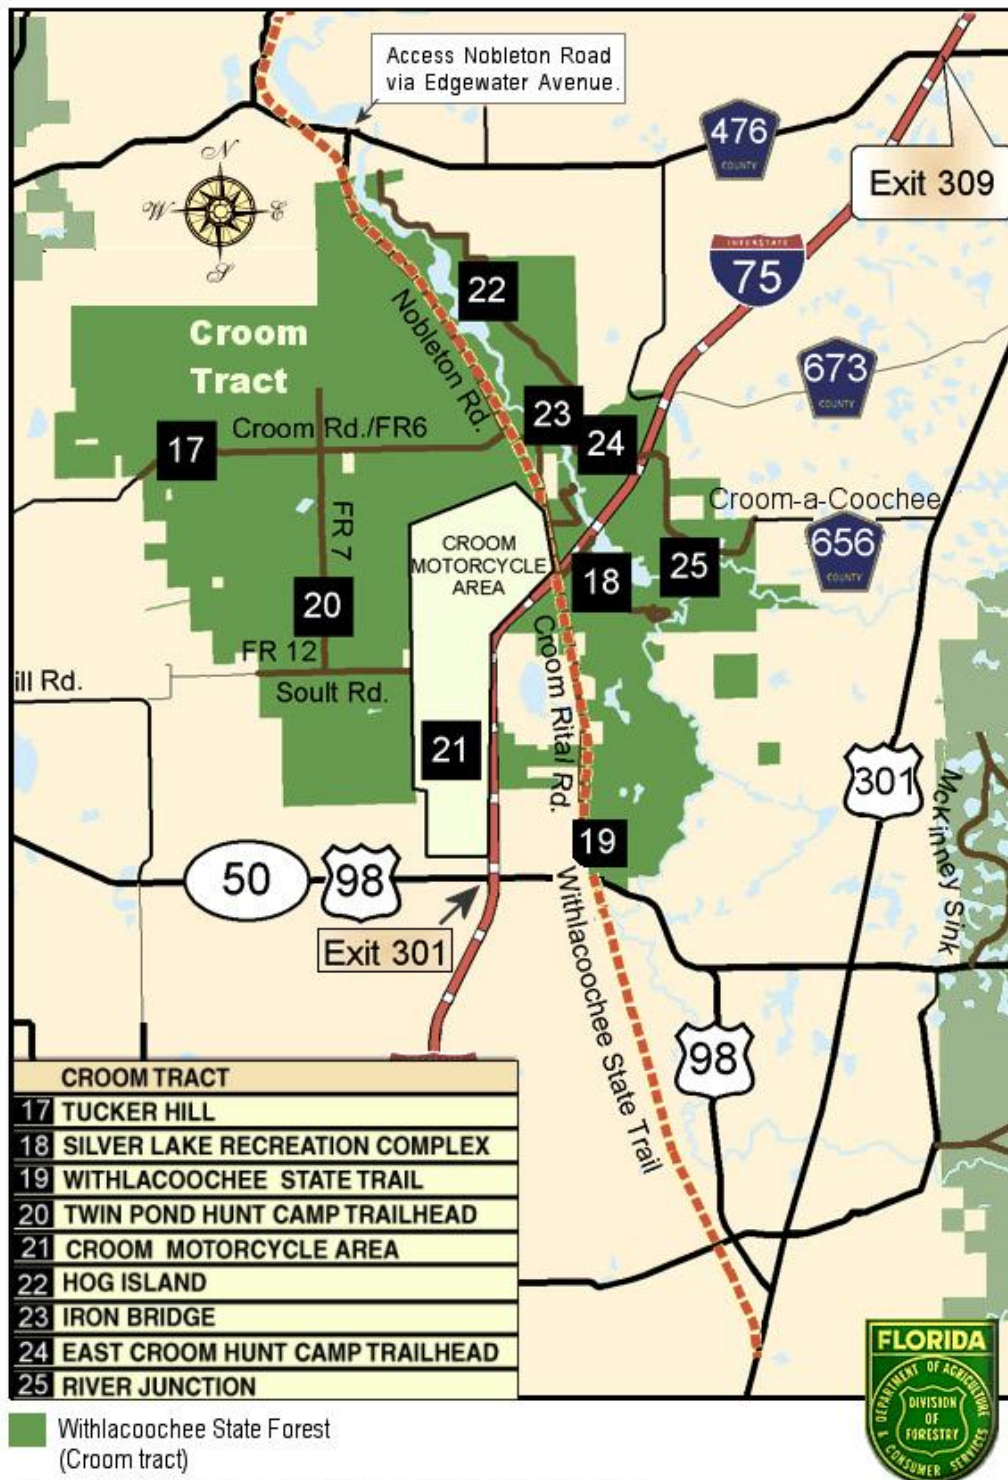 Access Nobleton Road
via Edgewater Avenue.
476
COUNTY
Exit 309
N
W
E
S
INTERSTATE
75
22
Croom
Tract
Nobleton Rd.
673
COUNTY
23
24
17
Croom Rd./FR6
FR 7
Croom-a-Coochee
CROOM
MOTORCYCLE
AREA
656
COUNTY
25
18
20
FR 12
Soult Rd.
ill Rd.
Croom Rital Rd.
21
301
McKinney Sink
19
50
98
Exit 301
Withlacoochee State Trail
98
CROOM TRACT
17 TUCKER HILL
18 SILVER LAKE RECREATION COMPLEX
19 WITHLACOOCHEE STATE TRAIL
20 TWIN POND HUNT CAMP TRAILHEAD
21 CROOM MOTORCYCLE AREA
22 HOG ISLAND
23 IRON BRIDGE
24 EAST CROOM HUNT CAMP TRAILHEAD
25 RIVER JUNCTION
FLORIDA
DEPARTMENT OF AGRICULTURE
& CONSUMER SERVICES
DIVISION
OF
FORESTRY
Withlacoochee State Forest
(Croom tract)